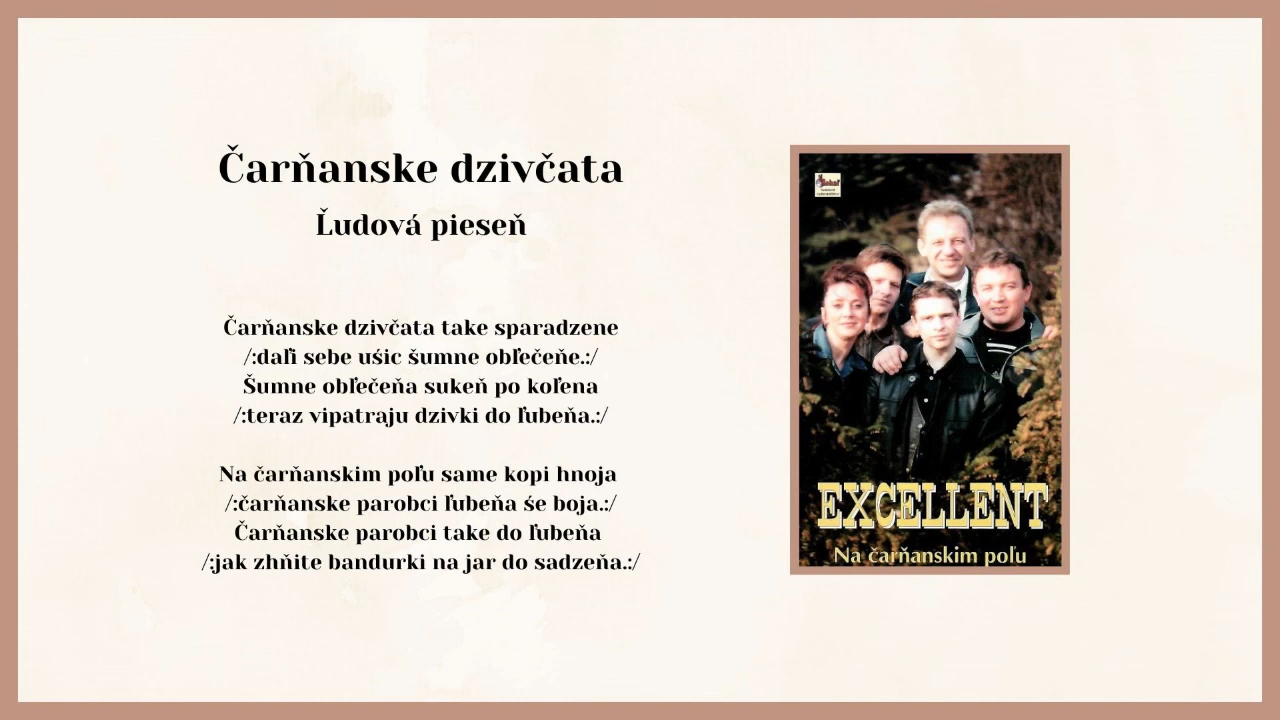 Čarňanske dzivčata
Ľudová pieseň
Čarňanske dzivčata take sparadzene
/:daľi sebe uśic šumne obľečeňe.:/
Šumne obľečeňa sukeň po koľena
/:teraz vipatraju dzivki do ľubeňa.:/
Na čarňanskim poľu same kopi hnoja
/:čarňanske parobci ľubeňa śe boja.:/
Čarňanske parobci take do ľubeňa
/:jak zhňite bandurki na jar do sadzeňa.:/
EXCELLENT
Na čarňanskim poľu